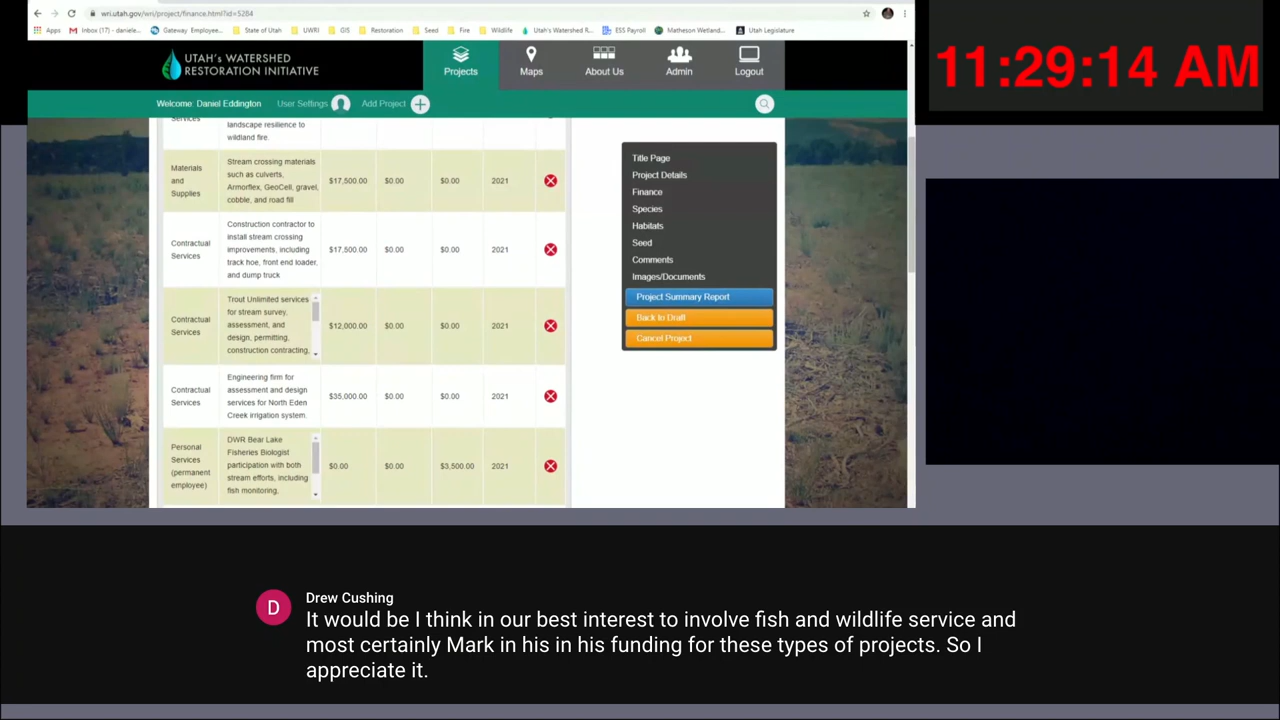 wri.utah.gov/wri/project/finance.html?id=5284
Apps
Inbox (17) - daniele...
Gateway Employee...
State of Utah
UWRI
GIS
Restoration
Seed
Fire
Wildlife
Utah's Watershed R...
ESS Payroll
Matheson Wetland...
Utah Legislature
11:29:14 AM
UTAH'S WATERSHED
RESTORATION INITIATIVE
Projects
Maps
About Us
Admin
Logout
Welcome: Daniel Eddington
User Settings
Add Project
Services
landscape resilience to
wildland fire.
Materials
and
Supplies
Stream crossing materials
such as culverts,
Armorflex, GeoCell, gravel,
cobble, and road fill
$17,500.00
$0.00
$0.00
2021
Contractual
Services
Construction contractor to
install stream crossing
improvements, including
track hoe, front end loader,
and dump truck
$17,500.00
$0.00
$0.00
2021
Contractual
Services
Trout Unlimited services
for stream survey,
assessment, and
design, permitting,
construction contracting,
$12,000.00
$0.00
$0.00
2021
Contractual
Services
Engineering firm for
assessment and design
services for North Eden
Creek irrigation system.
$35,000.00
$0.00
$0.00
2021
Personal
Services
(permanent
employee)
DWR Bear Lake
Fisheries Biologist
participation with both
stream efforts, including
fish monitoring,
$0.00
$0.00
$3,500.00
2021
Title Page
Project Details
Finance
Species
Habitats
Seed
Comments
Images/Documents
Project Summary Report
Back to Draft
Cancel Project
D
Drew Cushing
It would be I think in our best interest to involve fish and wildlife service and
most certainly Mark in his in his funding for these types of projects. So I
appreciate it.